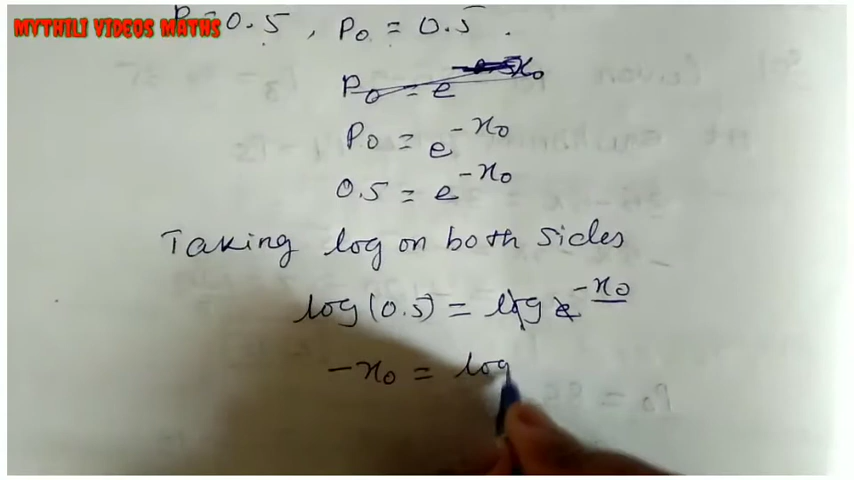 MYTHILI VIDEOS MATHS
P = 0.5 , P₀ = 0.5 .
P₀ = e
P₀ = e^-x₀
0.5 = e^-x₀
Taking log on both sides
log(0.5) = log e^-x₀
-x₀ = log